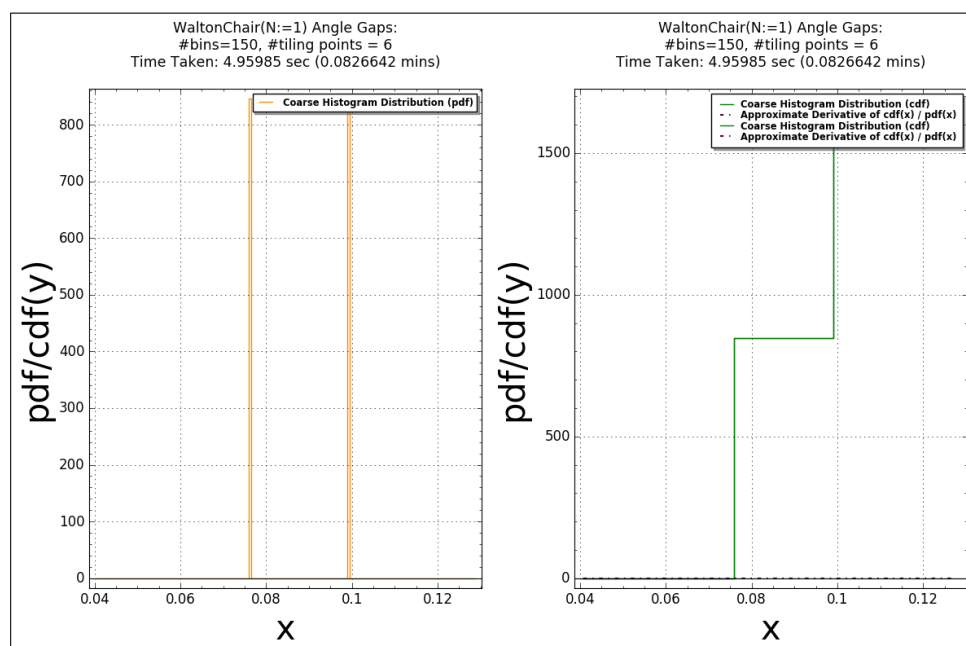 WaltonChair(N:=1) Angle Gaps:
#bins=150, #tiling points = 6
Time Taken: 4.95985 sec (0.0826642 mins)
Coarse Histogram Distribution (pdf)
800
700
600
500
400
300
200
100
0
pdf/cdf(y)
0.04 0.06 0.08 0.1 0.12
x
WaltonChair(N:=1) Angle Gaps:
#bins=150, #tiling points = 6
Time Taken: 4.95985 sec (0.0826642 mins)
Coarse Histogram Distribution (cdf)
Approximate Derivative of cdf(x) / pdf(x)
Coarse Histogram Distribution (cdf)
Approximate Derivative of cdf(x) / pdf(x)
1500
1000
500
0
pdf/cdf(y)
0.04 0.06 0.08 0.1 0.12
x